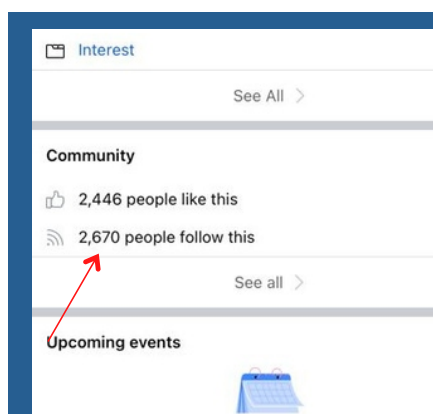 Interest
See All
Community
2,446 people like this
2,670 people follow this
See all
Upcoming events